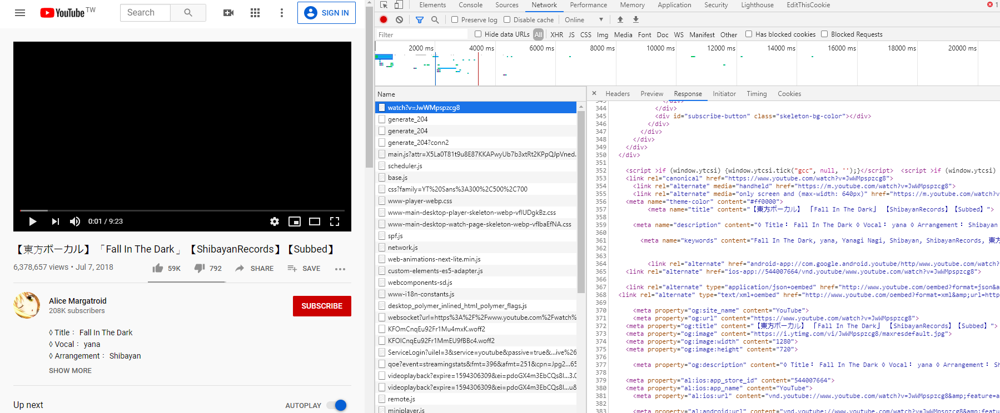 YouTube TW
Search
SIGN IN
0:01 / 9:23
【東方ボーカル】 「Fall In The Dark」 【ShibayanRecords】【Subbed】
6,378,657 views • Jul 7, 2018
59K
792
SHARE
SAVE
Alice Margatroid
208K subscribers
SUBSCRIBE
◊ Title： Fall In The Dark
◊ Vocal： yana
◊ Arrangement： Shibayan
SHOW MORE
Up next
AUTOPLAY
Elements Console Sources Network Performance Memory Application Security Lighthouse EditThisCookie 1
Preserve log Disable cache Online
Filter Hide data URLs All XHR JS CSS Img Media Font Doc WS Manifest Other Has blocked cookies Blocked Requests
2000 ms 4000 ms 6000 ms 8000 ms 10000 ms 12000 ms 14000 ms 16000 ms 18000 ms 20000 ms
Name
watch?v=JwWMpspzcg8
generate_204
generate_204
generate_204?conn2
main.js?attr=X5La0T81t9u8E87KKAPwyUb7b3xtRt2KPpQJpVned.
scheduler.js
base.js
css?family=YT%20Sans%3A300%2C500%2C700
www-player-webp.css
www-main-desktop-player-skeleton-webp-vflUDgkBz.css
www-main-desktop-watch-page-skeleton-webp-vflbaEfNA.css
spf.js
network.js
web-animations-next-lite.min.js
custom-elements-es5-adapter.js
webcomponents-sd.js
www-i18n-constants.js
desktop_polymer_inlined_html_polymer_flags.js
websocket?url=https%3A%2F%2Fwww.youtube.com%2Fwatch%
KFOmCnqEu92Fr1Mu4mxK.woff2
KFOlCnqEu92Fr1MmEU9fBBc4.woff2
ServiceLogin?uilel=3&service=youtube&passive=true&...ive%26
qoe?event=streamingstats&fmt=396&afmt=251&cpn=Jpg2...65
videoplayback?expire=1594306309&ei=pdoGX4m3EbCQs8I...3.0
videoplayback?expire=1594306309&ei=pdoGX4m3EbCQs8I...u&
remote.js
miniplayer.js
Headers Preview Response Initiator Timing Cookies
343 </div>
344 </div>
345 <div id="subscribe-button" class="skeleton-bg-color"></div>
346 </div>
347 </div>
348 </div>
349 </div>
350 </div>
351
352 <script >if (window.ytcsi) {window.ytcsi.tick("gcc", null, '');}</script> <script >if (window.ytcsi)
353 <link rel="canonical" href="https://www.youtube.com/watch?v=JwWMpspzcg8">
354 <link rel="alternate" media="handheld" href="https://m.youtube.com/watch?v=JwWMpspzcg8">
355 <link rel="alternate" media="only screen and (max-width: 640px)" href="https://m.youtube.com/watch?v
356 <meta name="theme-color" content="#ff0000">
357 <meta name="title" content="【東方ボーカル】 「Fall In The Dark」 【ShibayanRecords】【Subbed】">
358
359 <meta name="description" content="◊ Title： Fall In The Dark ◊ Vocal： yana ◊ Arrangement： Shibayan
360
361 <meta name="keywords" content="Fall In The Dark, yana, Yanagi Nagi, Shibayan, ShibayanRecords, 東方
362
363
364 <link rel="alternate" href="android-app://com.google.android.youtube/http/www.youtube.com/watch?
365 <link rel="alternate" href="ios-app://544007664/vnd.youtube/www.youtube.com/watch?v=JwWMpspzcg8">
366
367 <link rel="alternate" type="application/json+oembed" href="http://www.youtube.com/oembed?format=json&a
368 <link rel="alternate" type="text/xml+oembed" href="http://www.youtube.com/oembed?format=xml&amp;url=http
369
370 <meta property="og:site_name" content="YouTube">
371 <meta property="og:url" content="https://www.youtube.com/watch?v=JwWMpspzcg8">
372 <meta property="og:title" content="【東方ボーカル】 「Fall In The Dark」 【ShibayanRecords】【Subbed】">
373 <meta property="og:image" content="https://i.ytimg.com/vi/JwWMpspzcg8/maxresdefault.jpg">
374 <meta property="og:image:width" content="1280">
375 <meta property="og:image:height" content="720">
376
377 <meta property="og:description" content="◊ Title： Fall In The Dark ◊ Vocal： yana ◊ Arrangement： Sh
378
379 <meta property="al:ios:app_store_id" content="544007664">
380 <meta property="al:ios:app_name" content="YouTube">
381 <meta property="al:ios:url" content="vnd.youtube://www.youtube.com/watch?v=JwWMpspzcg8&amp;feature=a
382
383 <meta property="al:android:url" content="vnd.youtube://www.youtube.com/watch?v=JwWMpspzcg8&amp;featu